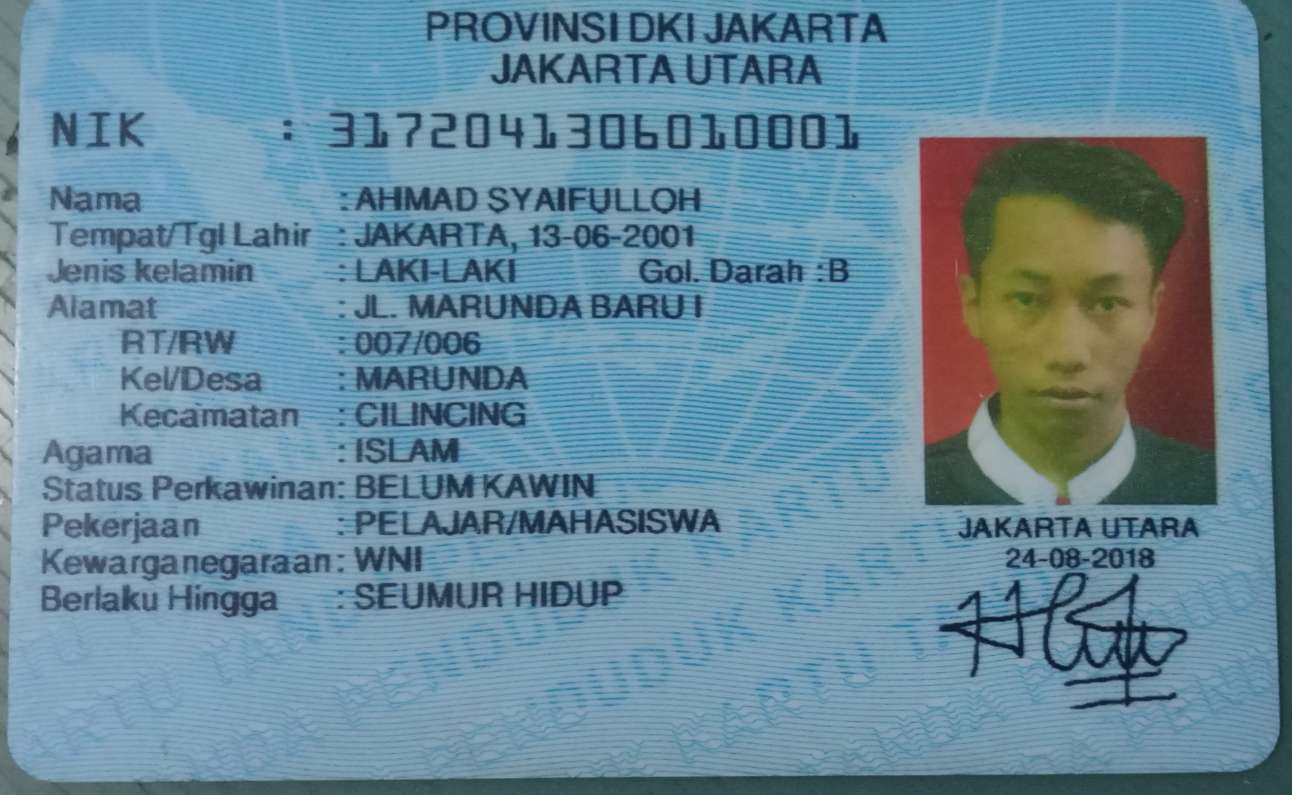 PROVINSI DKI JAKARTA
JAKARTA UTARA
NIK : 3172041306010001
Nama : AHMAD SYAIFULLOH
Tempat/Tgl Lahir : JAKARTA, 13-06-2001
Jenis kelamin : LAKI-LAKI Gol. Darah :B
Alamat : JL. MARUNDA BARU I
RT/RW : 007/006
Kel/Desa : MARUNDA
Kecamatan : CILINCING
Agama : ISLAM
Status Perkawinan: BELUM KAWIN
Pekerjaan : PELAJAR/MAHASISWA
Kewarganegaraan: WNI
Berlaku Hingga : SEUMUR HIDUP
JAKARTA UTARA
24-08-2018